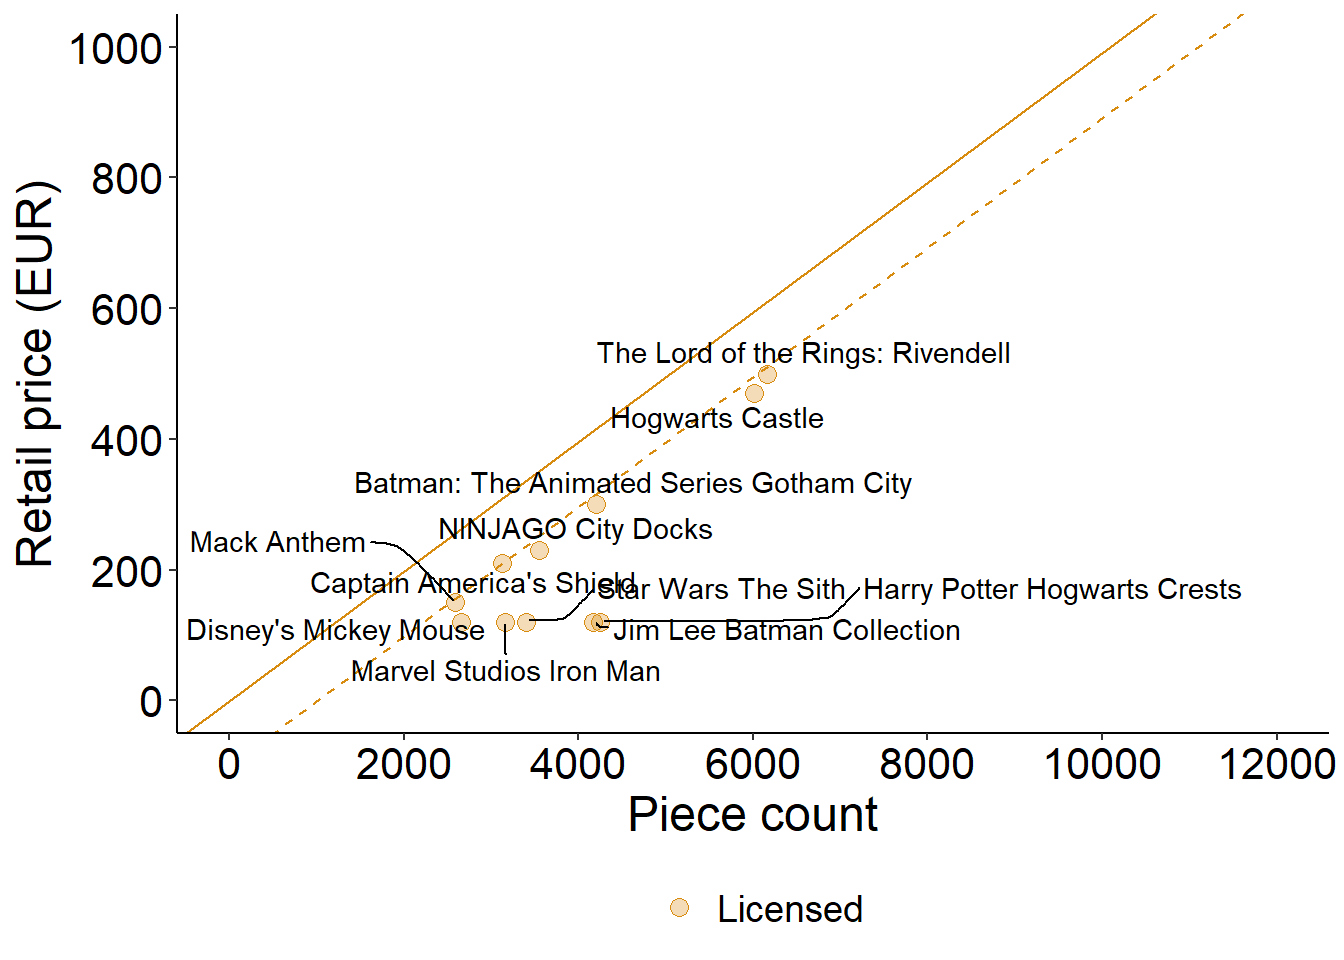 1000
800
600
400
200
0
Retail price (EUR)
The Lord of the Rings: Rivendell
Hogwarts Castle
Batman: The Animated Series Gotham City
NINJAGO City Docks
Mack Anthem
Captain America's Shield
Star Wars The Sith
Harry Potter Hogwarts Crests
Disney's Mickey Mouse
Jim Lee Batman Collection
Marvel Studios Iron Man
0 2000 4000 6000 8000 10000 12000
Piece count
Licensed